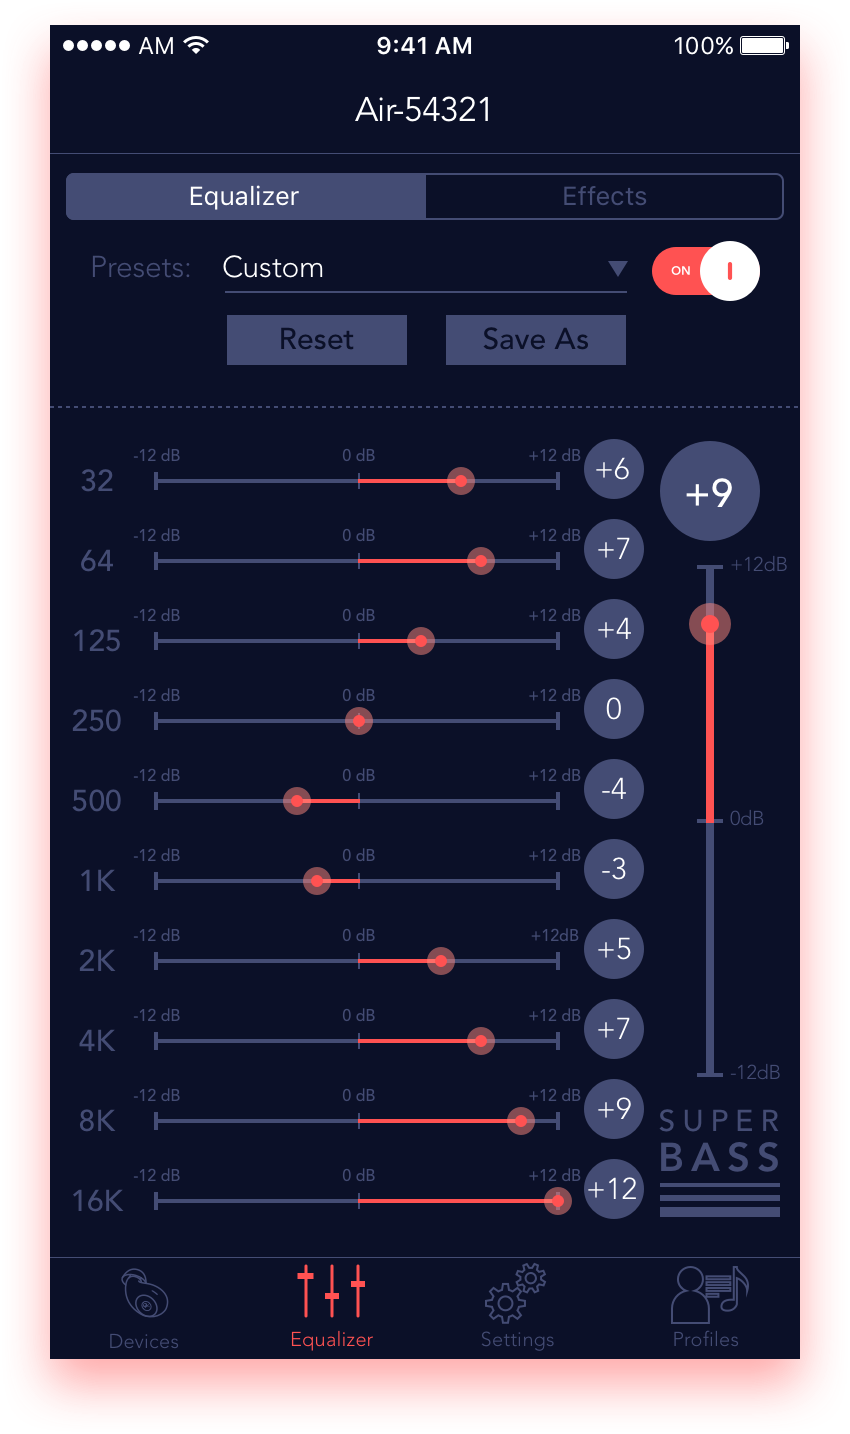 AM 9:41 AM 100%
Air-54321
Equalizer Effects
Presets: Custom ON
Reset Save As
-12 dB 0 dB +12 dB
32 +6
+9
-12 dB 0 dB +12 dB
64 +7
+12dB
-12 dB 0 dB +12 dB
125 +4
-12 dB 0 dB +12 dB
250 0
-12 dB 0 dB +12 dB
500 -4
0dB
-12 dB 0 dB +12 dB
1K -3
-12 dB 0 dB +12dB
2K +5
-12 dB 0 dB +12 dB
4K +7
-12dB
-12 dB 0 dB +12 dB
8K +9
SUPER
BASS
-12 dB 0 dB +12 dB
16K +12
Devices Equalizer Settings Profiles